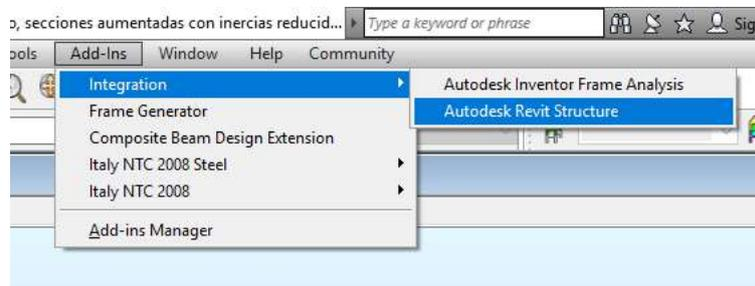 o, secciones aumentadas con inercias reducid... Type a keyword or phrase Sig
ools Add-Ins Window Help Community
Integration Autodesk Inventor Frame Analysis
Frame Generator Autodesk Revit Structure
Composite Beam Design Extension
Italy NTC 2008 Steel
Italy NTC 2008
Add-ins Manager